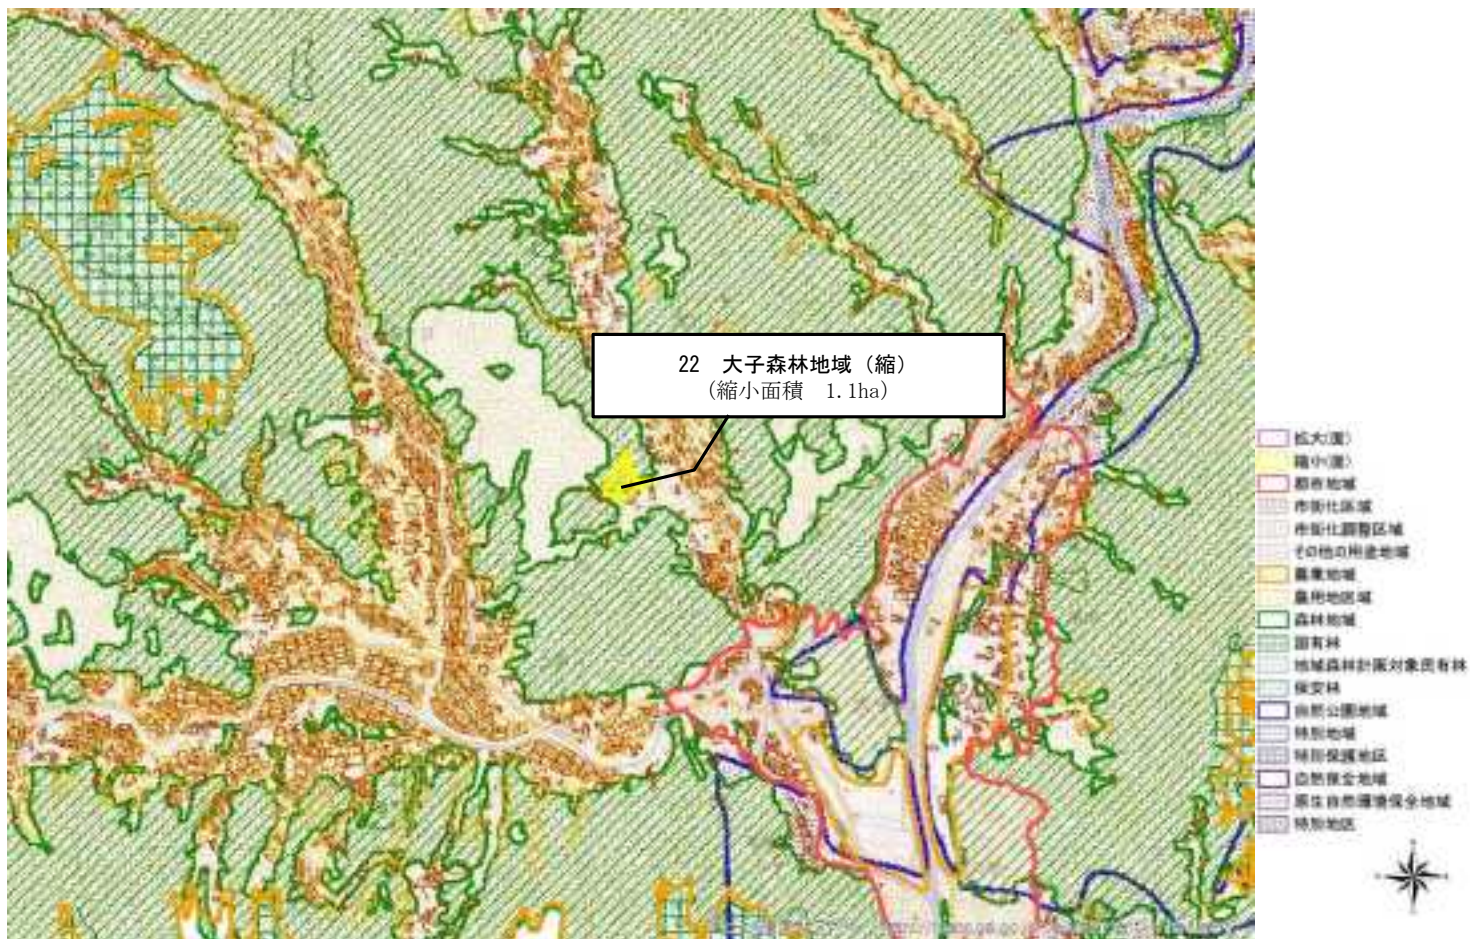 22　大子森林地域（縮）
（縮小面積　1.1ha）
拡大(面)
縮小(面)
都市地域
市街化区域
市街化調整区域
その他の用途地域
農業地域
農用地区域
森林地域
国有林
地域森林計画対象民有林
保安林
自然公園地域
特別地域
特別保護地区
自然保全地域
原生自然環境保全地域
特別地区